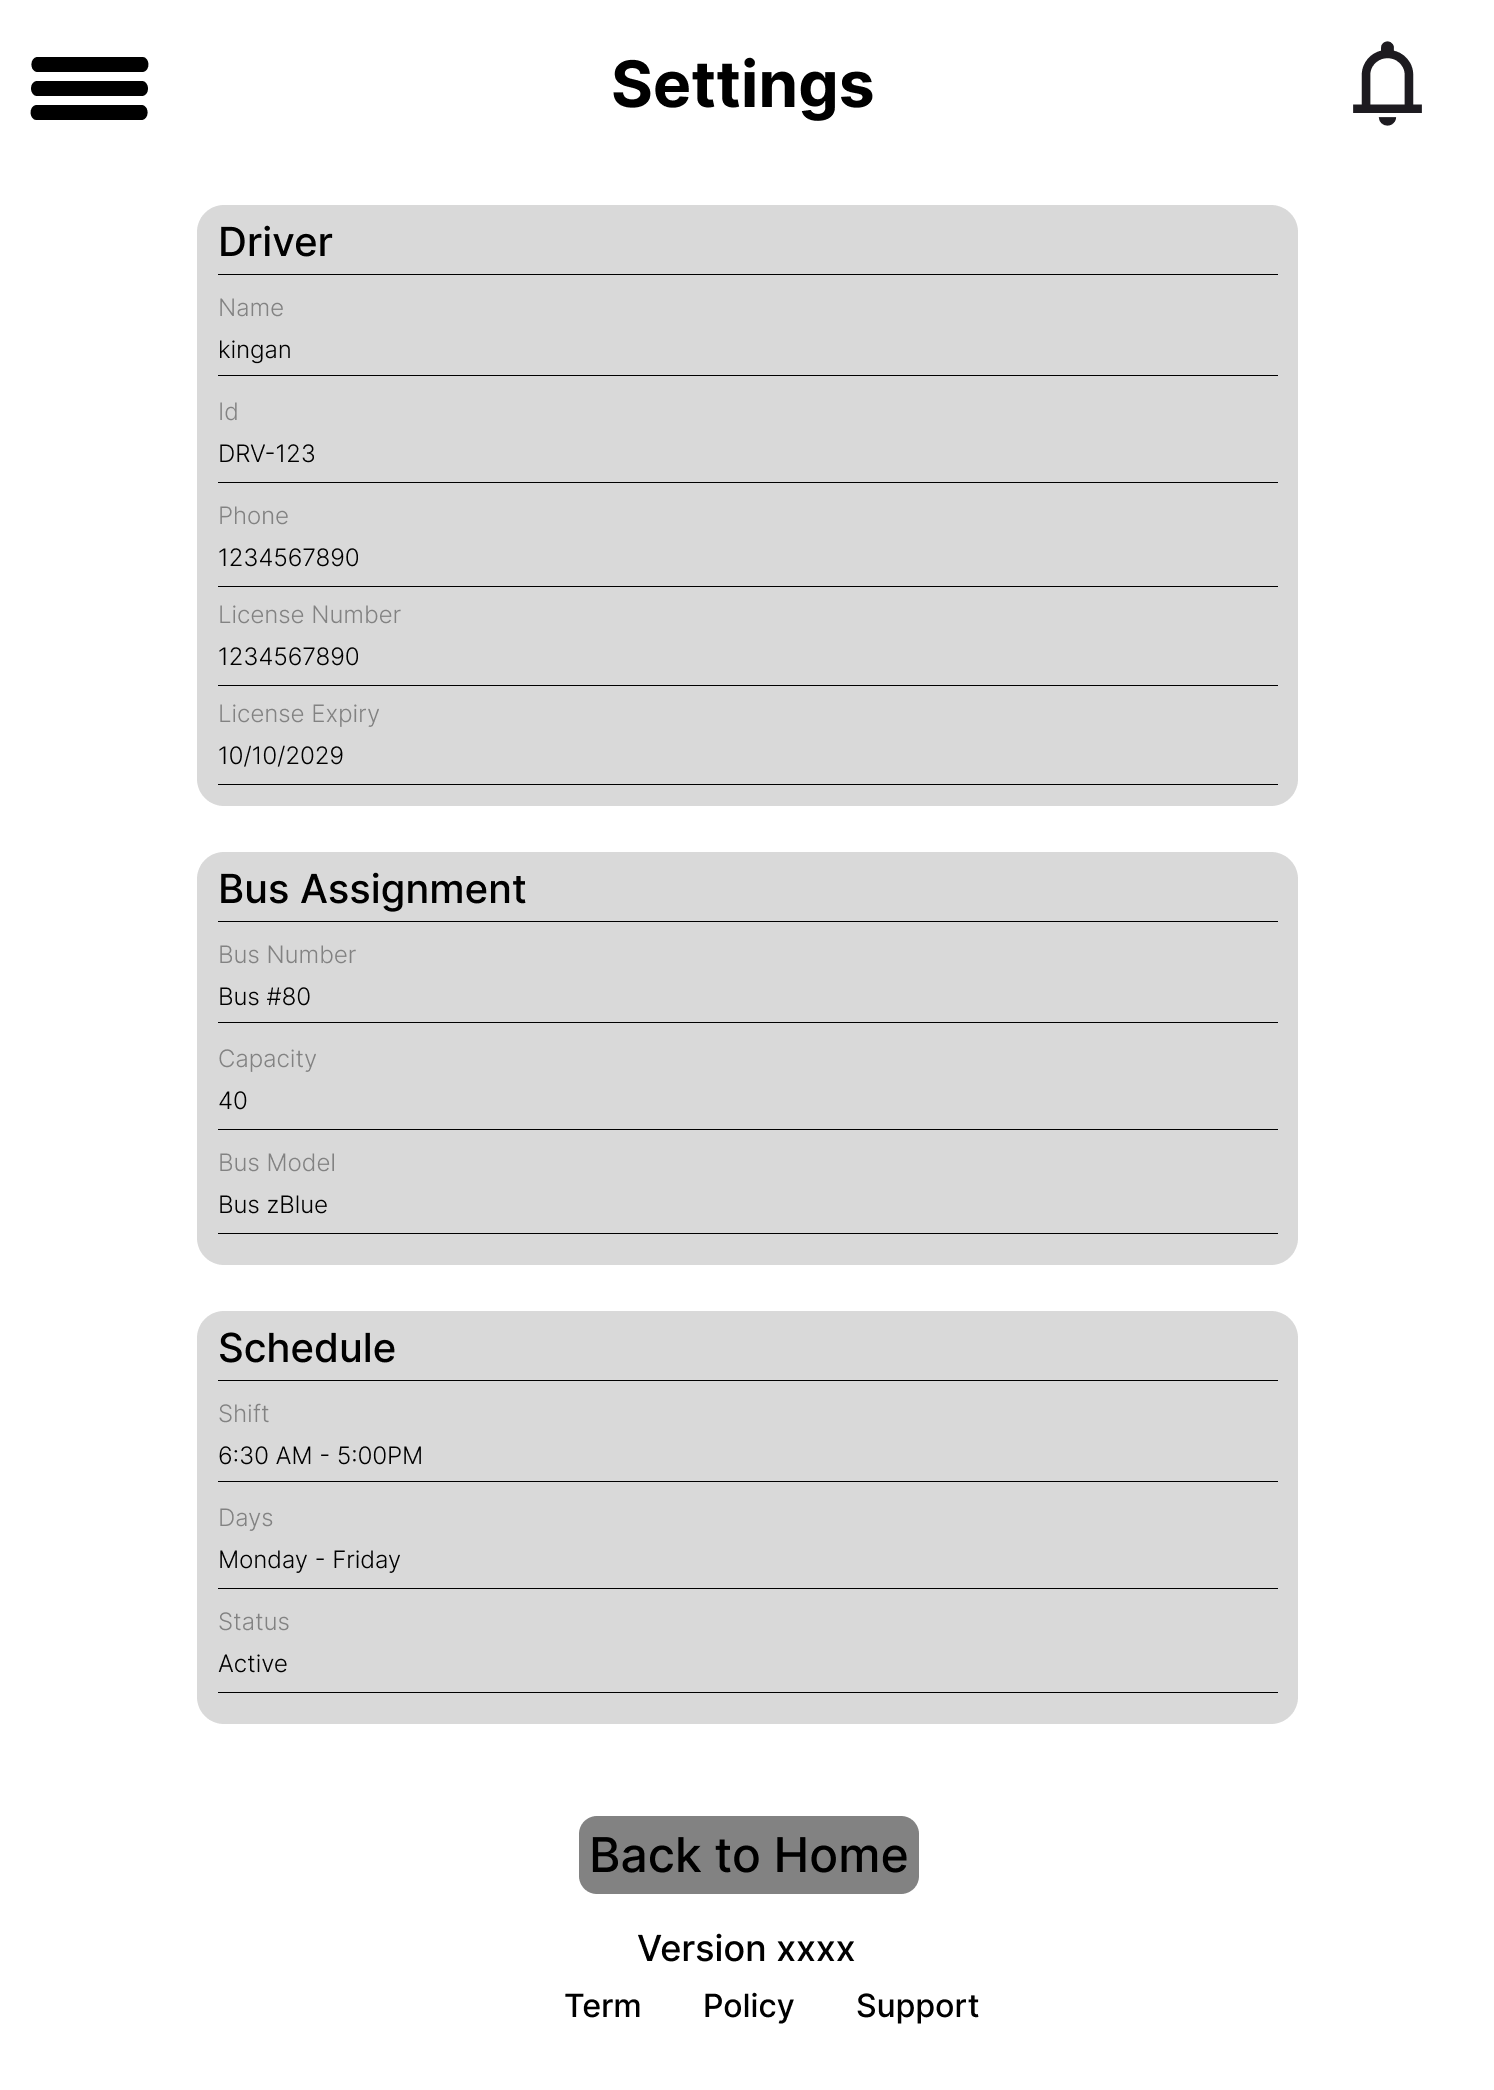 Settings
Driver
Name
kingan
Id
DRV-123
Phone
1234567890
License Number
1234567890
License Expiry
10/10/2029
Bus Assignment
Bus Number
Bus #80
Capacity
40
Bus Model
Bus zBlue
Schedule
Shift
6:30 AM - 5:00PM
Days
Monday - Friday
Status
Active
Back to Home
Version xxxx
Term Policy Support